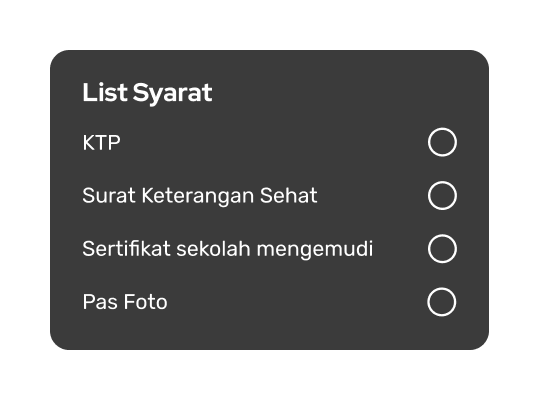 List Syarat
KTP
Surat Keterangan Sehat
Sertifikat sekolah mengemudi
Pas Foto